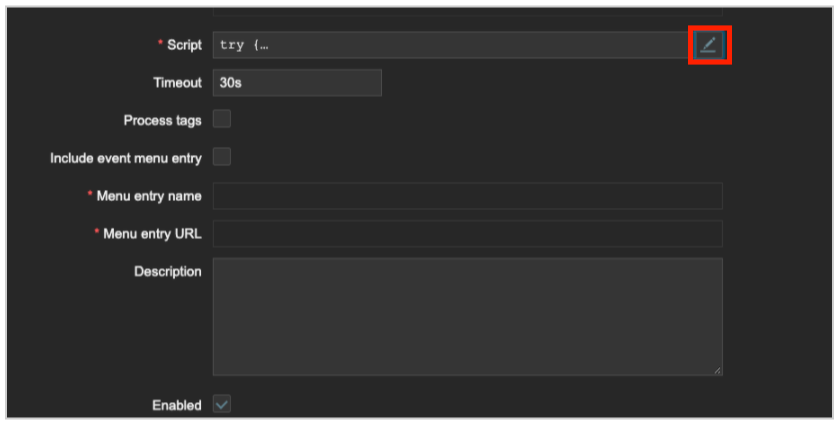 * Script try {…
Timeout 30s
Process tags
Include event menu entry
* Menu entry name
* Menu entry URL
Description
Enabled